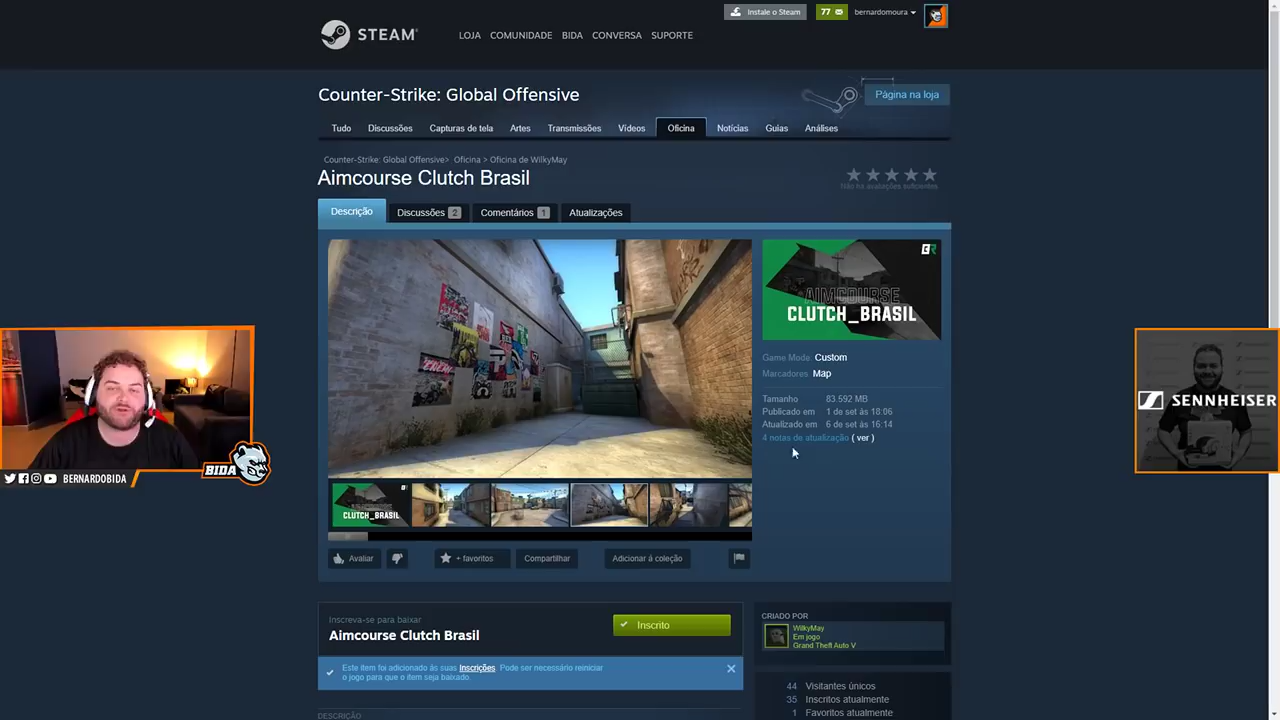 Instale o Steam
77
bernardomoura
STEAM
LOJA COMUNIDADE BIDA CONVERSA SUPORTE
Counter-Strike: Global Offensive
Página na loja
Tudo Discussões Capturas de tela Artes Transmissões Vídeos Oficina Notícias Guias Análises
Counter-Strike: Global Offensive> Oficina > Oficina de WilkyMay
Aimcourse Clutch Brasil
Não há avaliações suficientes
Descrição Discussões 2 Comentários 1 Atualizações
AIMCOURSE
CLUTCH_BRASIL
Game Mode: Custom
Marcadores: Map
Tamanho 83.592 MB
Publicado em 1 de set às 18:06
Atualizado em 6 de set às 16:14
4 notas de atualização ( ver )
SENNHEISER
BIDA
BERNARDOBIDA
CLUTCH_BRASIL
Avaliar + favoritos Compartilhar Adicionar á coleção
Inscreva-se para baixar
Aimcourse Clutch Brasil
Inscrito
Este item foi adicionado às suas Inscrições. Pode ser necessário reiniciar
o jogo para que o item seja baixado.
CRIADO POR
WilkyMay
Em jogo
Grand Theft Auto V
44 Visitantes únicos
35 Inscritos atualmente
1 Favoritos atualmente
DESCRIÇÃO